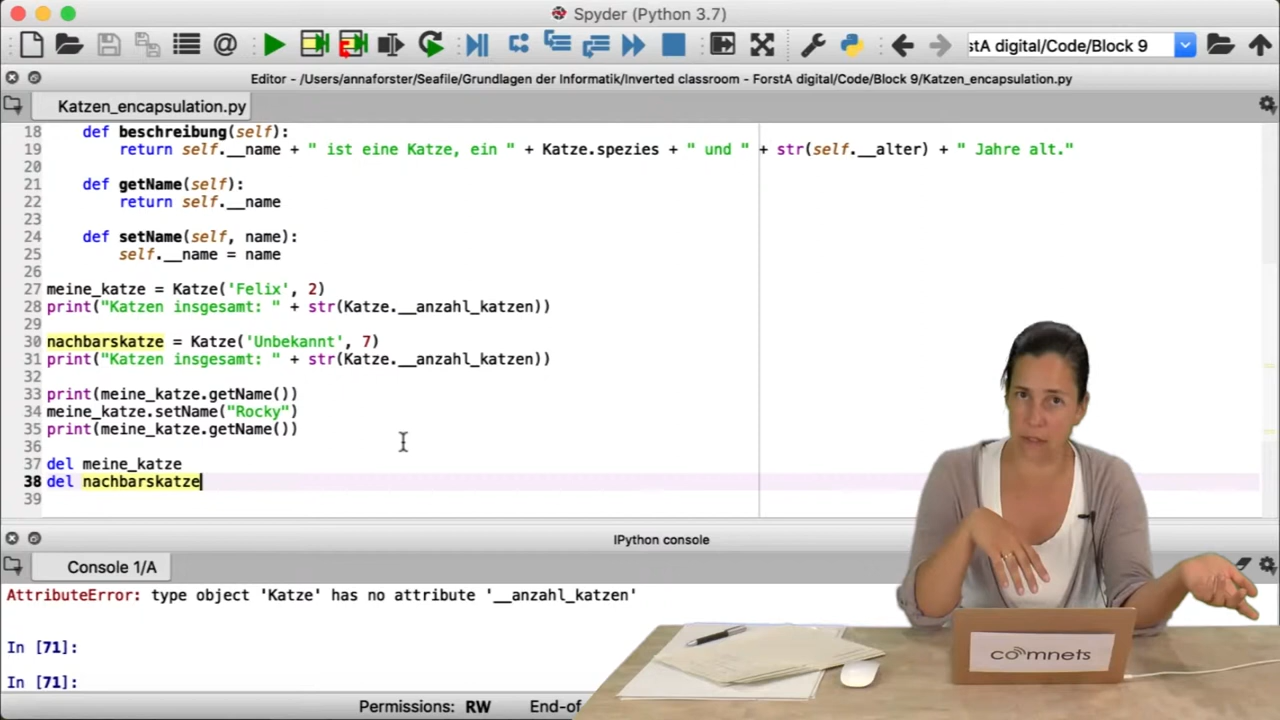 Spyder (Python 3.7)
stA digital/Code/Block 9
Editor - /Users/annaforster/Seafile/Grundlagen der Informatik/Inverted classroom - ForstA digital/Code/Block 9/Katzen_encapsulation.py
Katzen_encapsulation.py
18 def beschreibung(self):
19 return self.__name + " ist eine Katze, ein " + Katze.spezies + " und " + str(self.__alter) + " Jahre alt."
20
21 def getName(self):
22 return self.__name
23
24 def setName(self, name):
25 self.__name = name
26
27 meine_katze = Katze('Felix', 2)
28 print("Katzen insgesamt: " + str(Katze.__anzahl_katzen))
29
30 nachbarskatze = Katze('Unbekannt', 7)
31 print("Katzen insgesamt: " + str(Katze.__anzahl_katzen))
32
33 print(meine_katze.getName())
34 meine_katze.setName("Rocky")
35 print(meine_katze.getName())
36
37 del meine_katze
38 del nachbarskatze
39
IPython console
Console 1/A
AttributeError: type object 'Katze' has no attribute '__anzahl_katzen'
In [71]:
In [71]:
Permissions: RW End-of
comnets